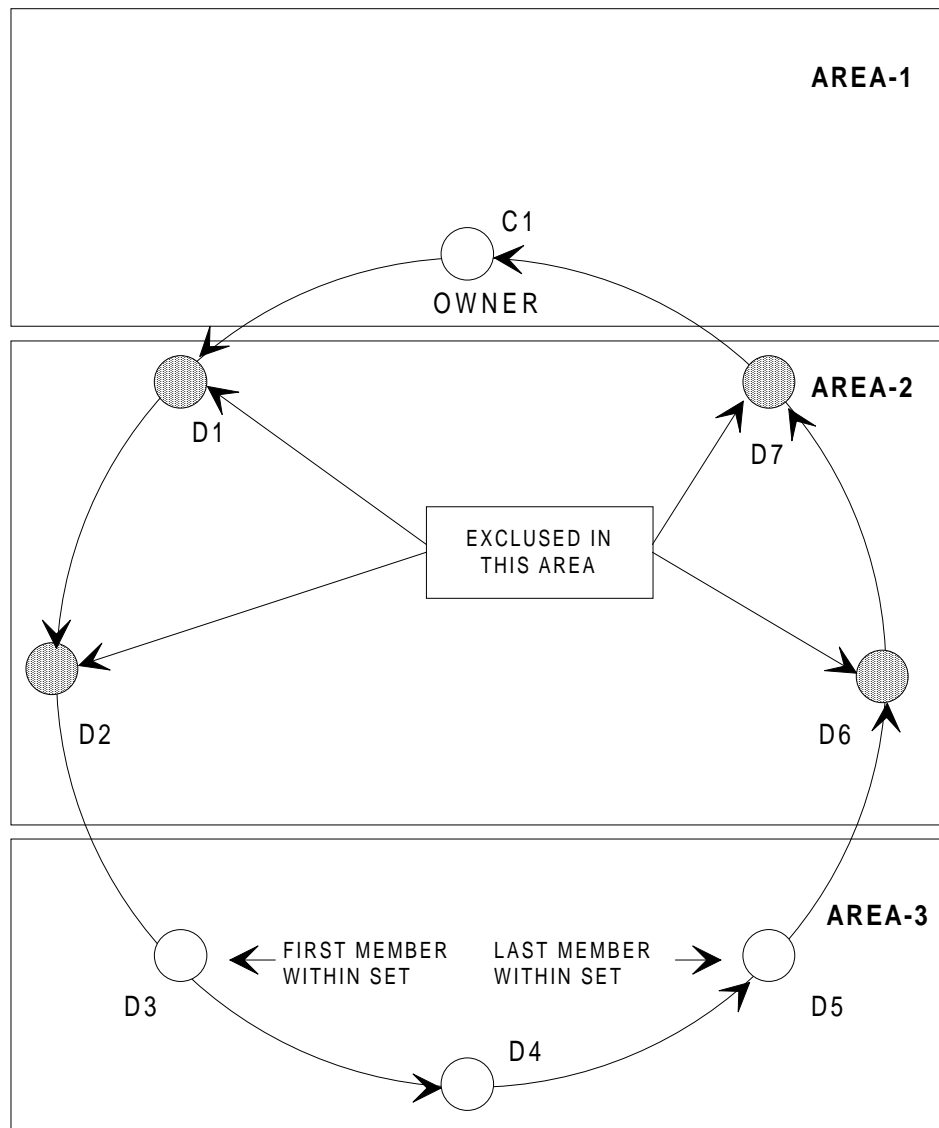 AREA-1
C1
OWNER
AREA-2
D1
D7
EXCLUSED IN
THIS AREA
D2
D6
AREA-3
FIRST MEMBER
WITHIN SET
LAST MEMBER
WITHIN SET
D3
D5
D4